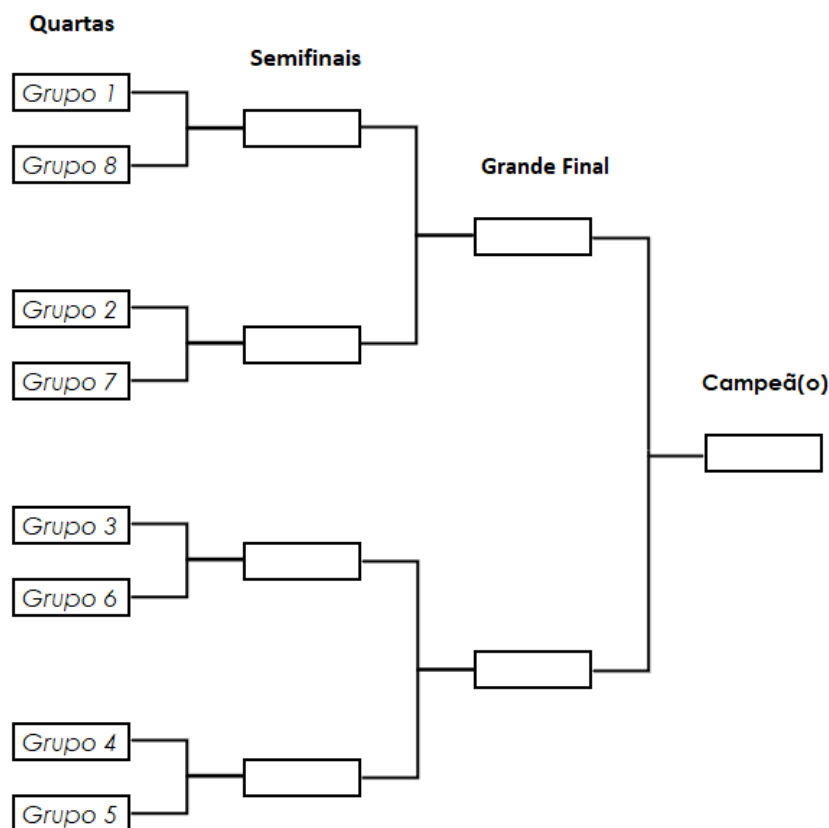 Quartas
Semifinais
Grupo 1
Grupo 8
Grande Final
Grupo 2
Grupo 7
Campeã(o)
Grupo 3
Grupo 6
Grupo 4
Grupo 5